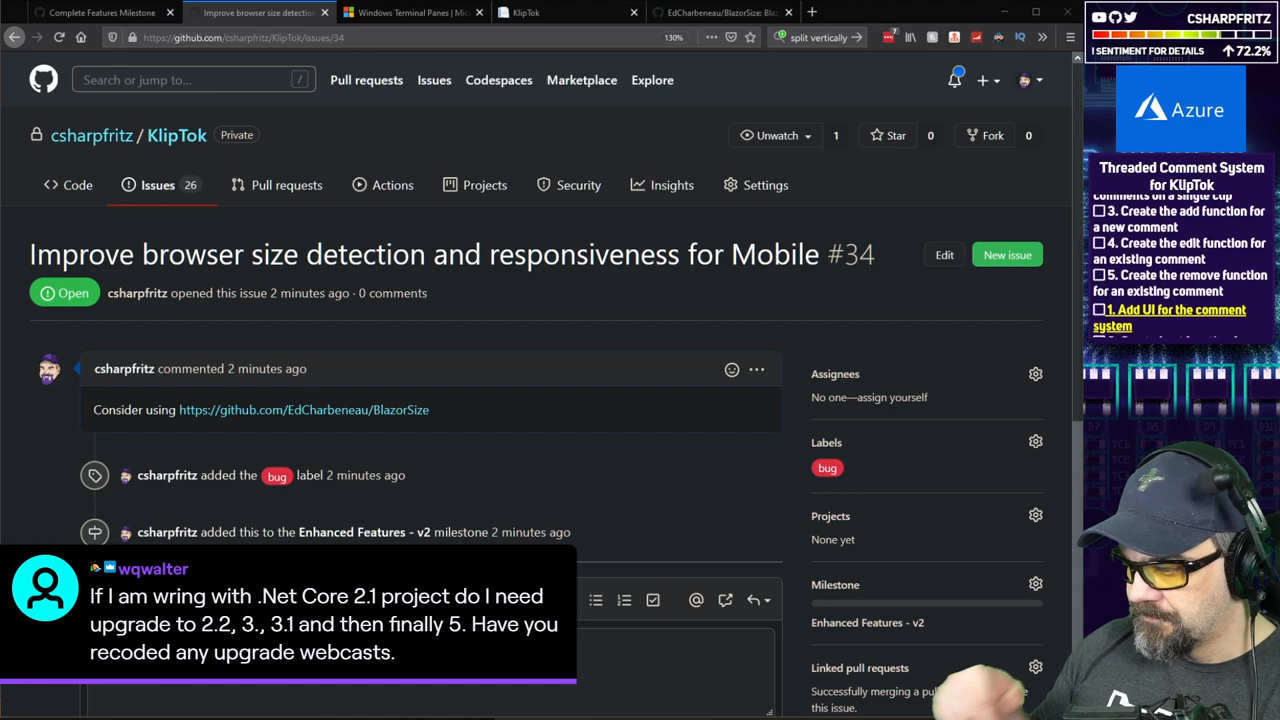 Complete Features Milestone
Improve browser size detection
Windows Terminal Panes | Mic
KlipTok
EdCharbeneau/BlazorSize: Bla
https://github.com/csharpfritz/KlipTok/issues/34
130%
split vertically
7
CSHARPFRITZ
I SENTIMENT FOR DETAILS
72.2%
Search or jump to...
/
Pull requests
Issues
Codespaces
Marketplace
Explore
Azure
csharpfritz / KlipTok
Private
Unwatch
1
Star
0
Fork
0
Code
Issues
26
Pull requests
Actions
Projects
Security
Insights
Settings
Threaded Comment System
for KlipTok
comments on a single clip
3. Create the add function for
a new comment
4. Create the edit function for
an existing comment
5. Create the remove function
for an existing comment
1. Add UI for the comment
system
Improve browser size detection and responsiveness for Mobile #34
Edit
New issue
Open
csharpfritz opened this issue 2 minutes ago · 0 comments
csharpfritz commented 2 minutes ago
Consider using https://github.com/EdCharbeneau/BlazorSize
csharpfritz added the bug label 2 minutes ago
csharpfritz added this to the Enhanced Features - v2 milestone 2 minutes ago
Assignees
No one—assign yourself
Labels
bug
Projects
None yet
Milestone
Enhanced Features - v2
Linked pull requests
Successfully merging a pu
this issue.
wqwalter
If I am wring with .Net Core 2.1 project do I need
upgrade to 2.2, 3., 3.1 and then finally 5. Have you
recoded any upgrade webcasts.